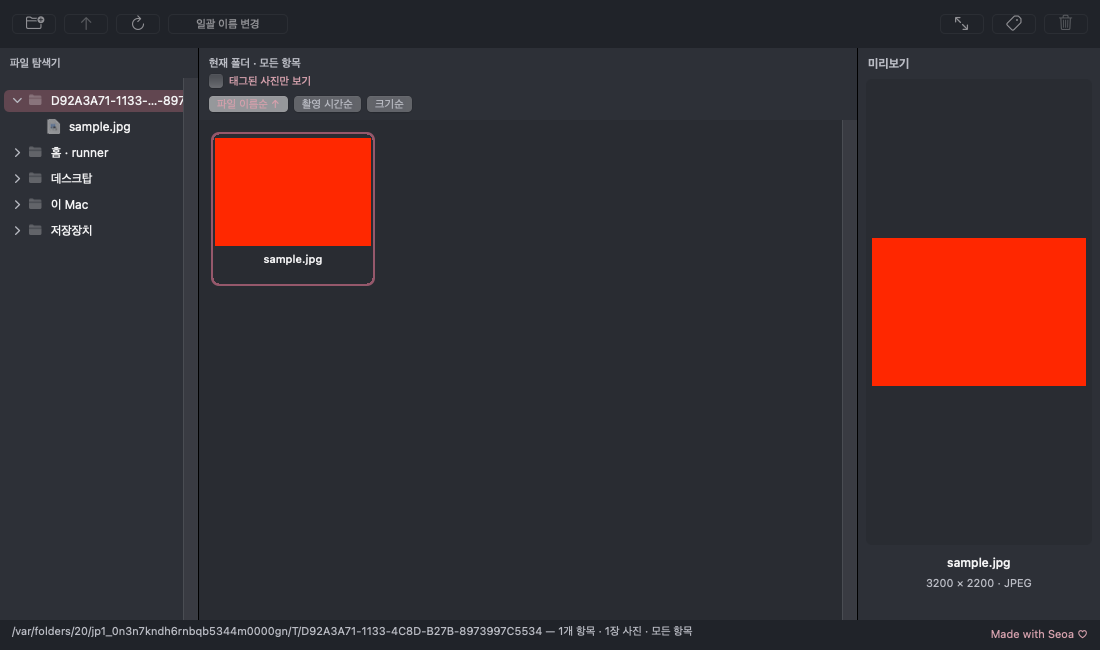 일괄 이름 변경
파일 탐색기
D92A3A71-1133-...-897
sample.jpg
홈 · runner
데스크탑
이 Mac
저장장치
현재 폴더 · 모든 항목
태그된 사진만 보기
파일 이름순 ↑ 촬영 시간순 크기순
sample.jpg
미리보기
sample.jpg
3200 × 2200 · JPEG
/var/folders/20/jp1_0n3n7kndh6rnbqb5344m0000gn/T/D92A3A71-1133-4C8D-B27B-8973997C5534 — 1개 항목 · 1장 사진 · 모든 항목
Made with Seoa ♡